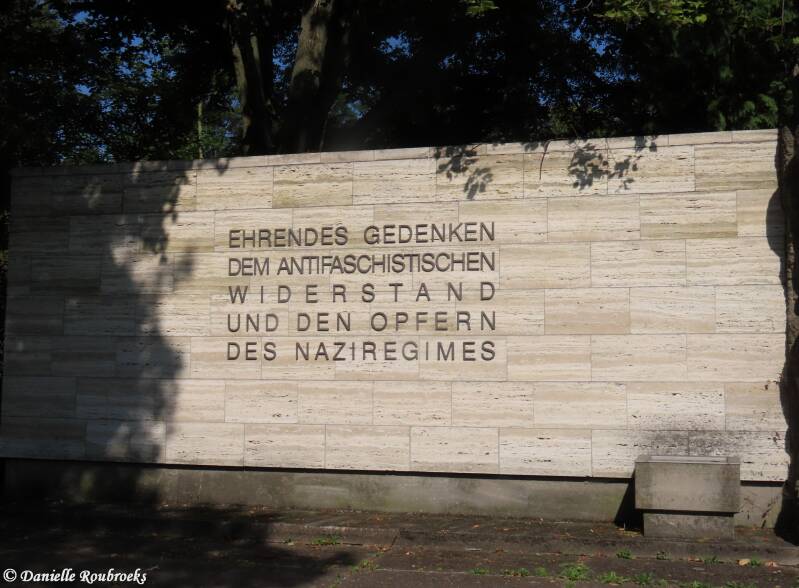 EHRENDES GEDENKEN
DEM ANTIFASCHISTISCHEN
WIDERSTAND
UND DEN OPFERN
DES NAZIREGIMES
© Danielle Roubroeks